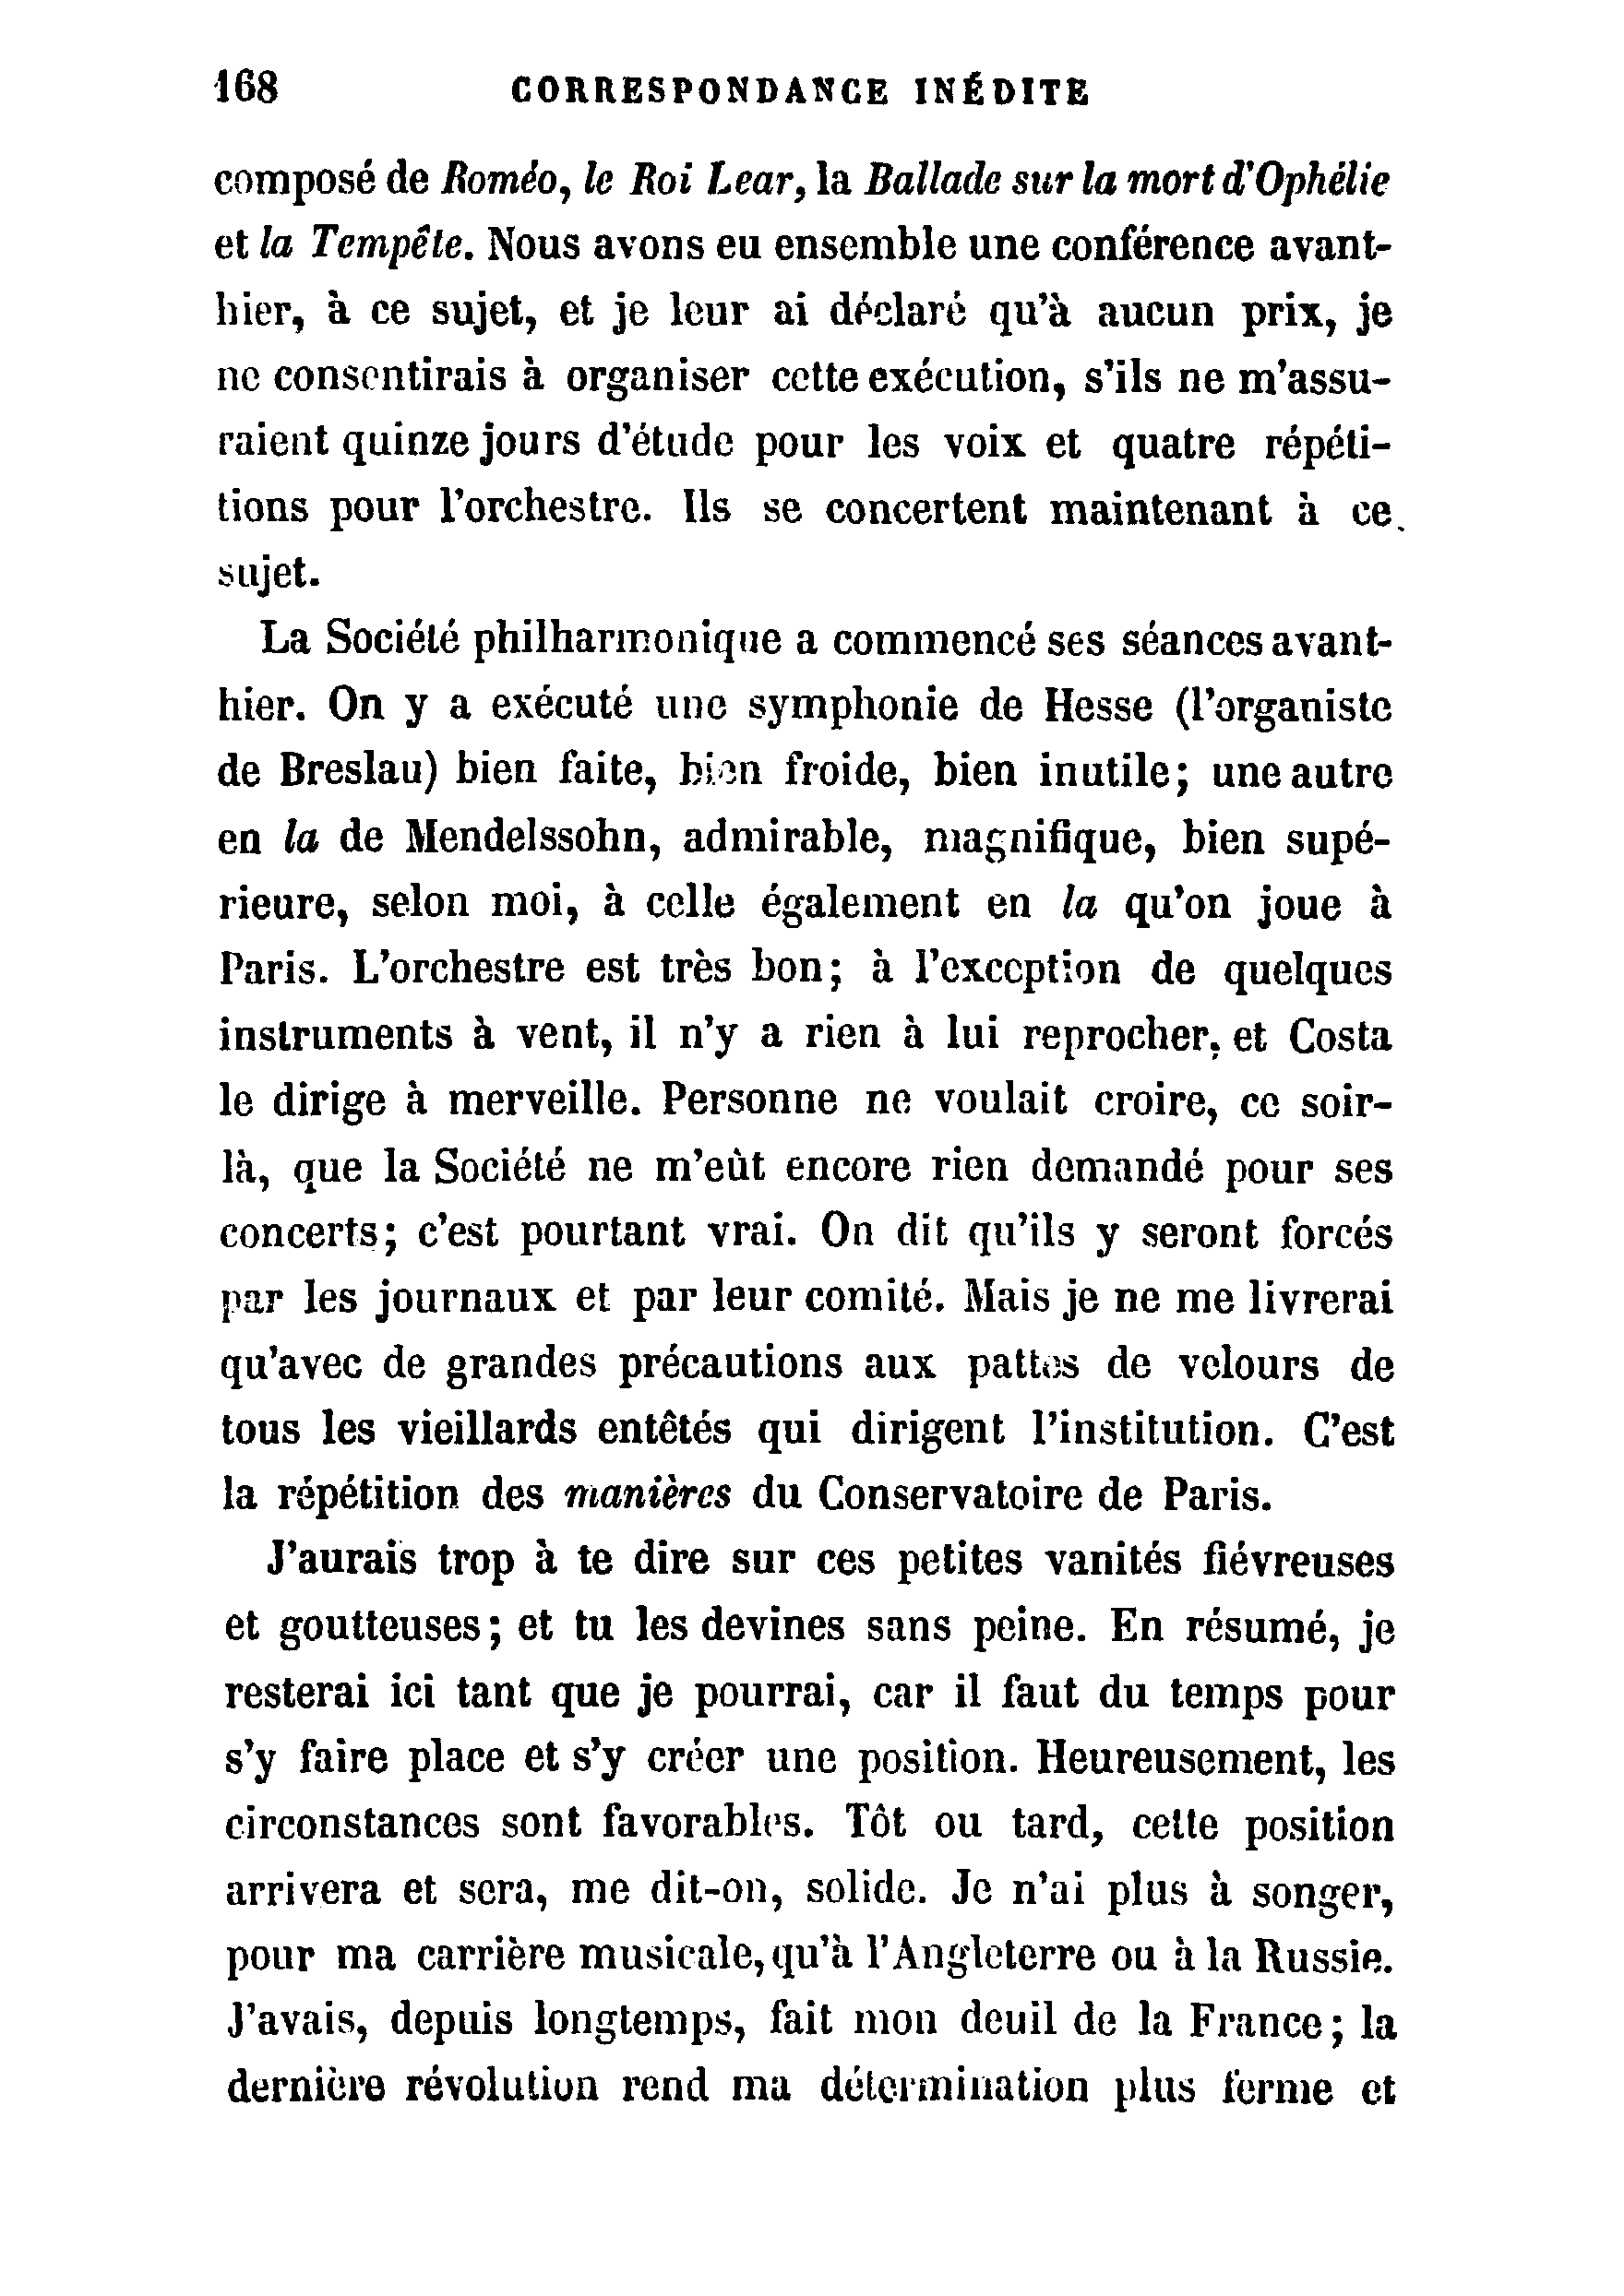 168 CORRESPONDANCE INÉDITE
composé de Roméo, le Roi Lear, la Ballade sur la mort d'Ophélie
et la Tempête. Nous avons eu ensemble une conférence avant-
hier, à ce sujet, et je leur ai déclaré qu'à aucun prix, je
ne consentirais à organiser cette exécution, s'ils ne m'assu-
raient quinze jours d'étude pour les voix et quatre répéti-
tions pour l'orchestre. Ils se concertent maintenant à ce
sujet.
La Société philharmonique a commencé ses séances avant-
hier. On y a exécuté une symphonie de Hesse (l'organiste
de Breslau) bien faite, bien froide, bien inutile; une autre
en la de Mendelssohn, admirable, magnifique, bien supé-
rieure, selon moi, à celle également en la qu'on joue à
Paris. L'orchestre est très bon; à l'exception de quelques
instruments à vent, il n'y a rien à lui reprocher, et Costa
le dirige à merveille. Personne ne voulait croire, ce soir-
là, que la Société ne m'eût encore rien demandé pour ses
concerts; c'est pourtant vrai. On dit qu'ils y seront forcés
par les journaux et par leur comité. Mais je ne me livrerai
qu'avec de grandes précautions aux pattes de velours de
tous les vieillards entêtés qui dirigent l'institution. C'est
la répétition des manières du Conservatoire de Paris.
J'aurais trop à te dire sur ces petites vanités fiévreuses
et goutteuses; et tu les devines sans peine. En résumé, je
resterai ici tant que je pourrai, car il faut du temps pour
s'y faire place et s'y créer une position. Heureusement, les
circonstances sont favorables. Tôt ou tard, cette position
arrivera et sera, me dit-on, solide. Je n'ai plus à songer,
pour ma carrière musicale, qu'à l'Angleterre ou à la Russie.
J'avais, depuis longtemps, fait mon deuil de la France; la
dernière révolution rend ma détermination plus ferme et